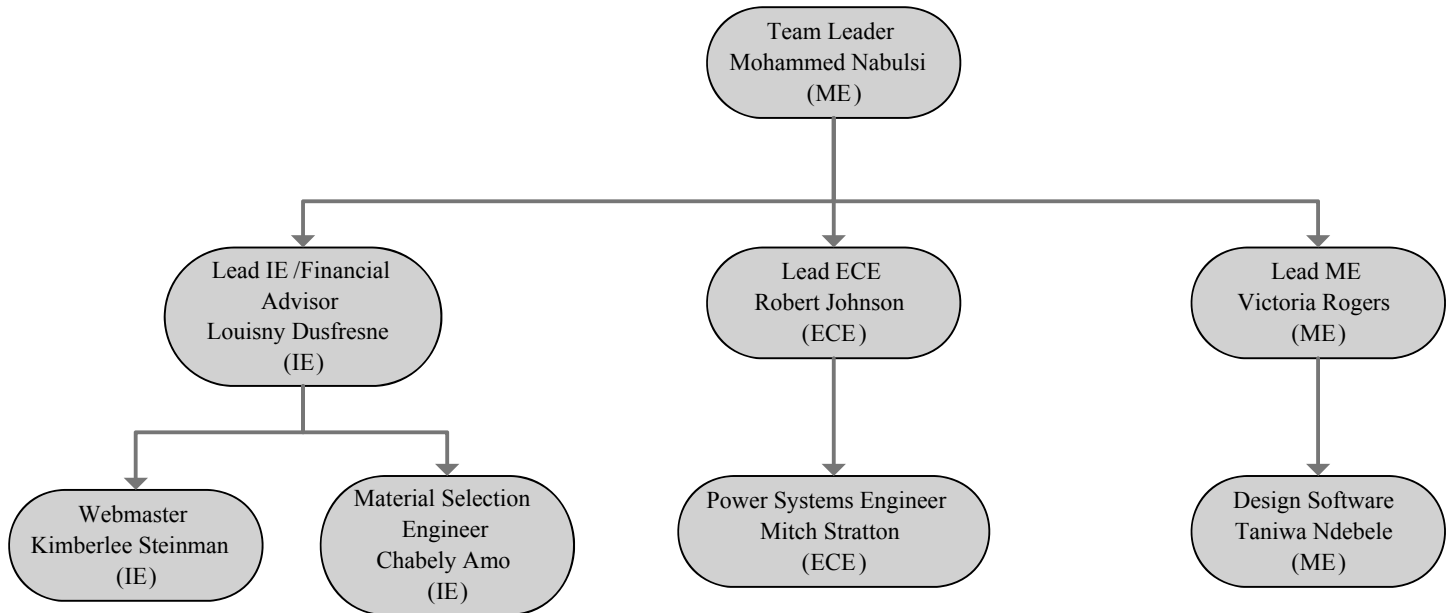 Team Leader
Mohammed Nabulsi
(ME)
Lead IE /Financial
Advisor
Louisny Dusfresne
(IE)
Lead ECE
Robert Johnson
(ECE)
Lead ME
Victoria Rogers
(ME)
Webmaster
Kimberlee Steinman
(IE)
Material Selection
Engineer
Chabely Amo
(IE)
Power Systems Engineer
Mitch Stratton
(ECE)
Design Software
Taniwa Ndebele
(ME)